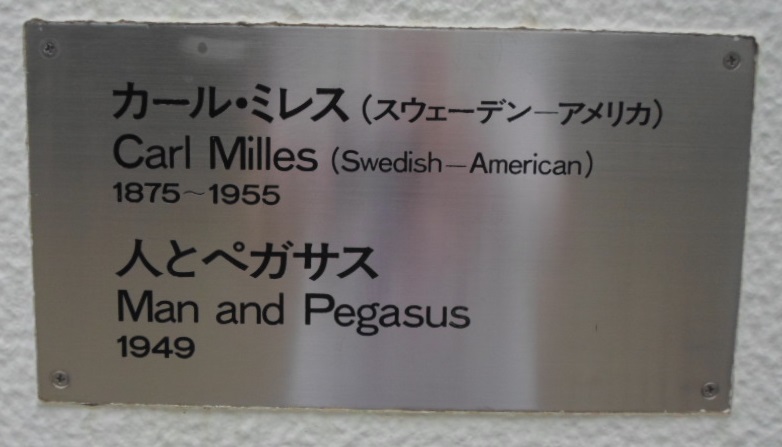 カール・ミレス（スウェーデン—アメリカ）
Carl Milles (Swedish—American)
1875～1955
人とペガサス
Man and Pegasus
1949